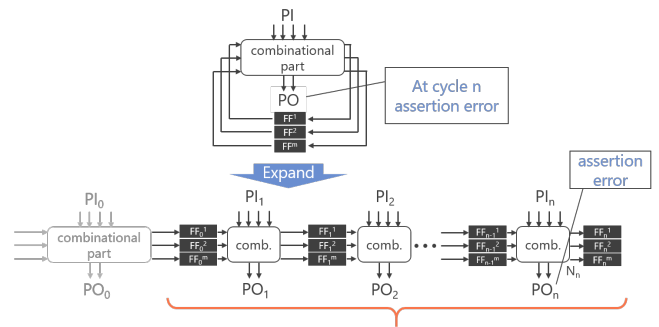 PI
combinational
part
PO
At cycle n
assertion error
FF¹
FF²
FFᵐ
Expand
assertion
error
PI₀
PI₁
PI₂
PIₙ
combinational
part
FF₀¹
FF₀²
FF₀ᵐ
comb.
FF₁¹
FF₁²
FF₁ᵐ
comb.
•••
FFₙ₋₁¹
FFₙ₋₁²
FFₙ₋₁ᵐ
comb.
Nₙ
FFₙ¹
FFₙ²
FFₙᵐ
PO₀
PO₁
PO₂
POₙ